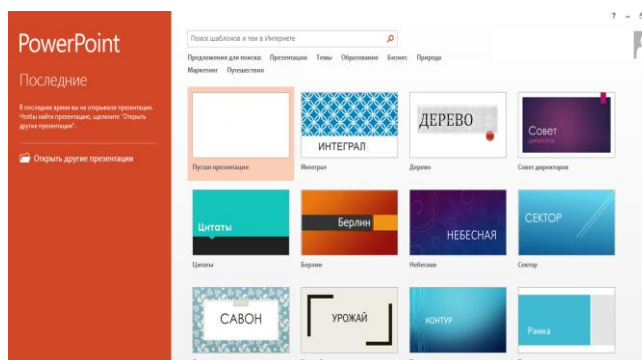 PowerPoint
Последние
В последнее время вы не открывали презентации.
Чтобы найти презентацию, щелкните "Открыть
другие презентации".
Открыть другие презентации
?
Поиск шаблонов и тем в Интернете
Предложения для поиска: Презентации Темы Образование Бизнес Природа
Маркетинг Путешествия
Пустая презентация
ИНТЕГРАЛ
Интеграл
ДЕРЕВО
Дерево
Совет
ДИРЕКТОРОВ
Совет директоров
Цитаты
Цитаты
Берлин
Берлин
НЕБЕСНАЯ
Небесная
СЕКТОР
Сектор
САВОН
УРОЖАЙ
КОНТУР
Рамка